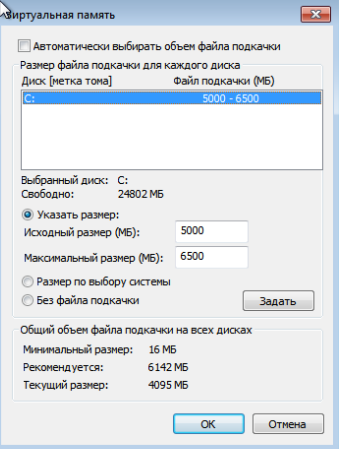 Виртуальная память
Автоматически выбирать объем файла подкачки
Размер файла подкачки для каждого диска
Диск [метка тома] Файл подкачки (МБ)
C: 5000 - 6500
Выбранный диск: C:
Свободно: 24802 МБ
Указать размер:
Исходный размер (МБ): 5000
Максимальный размер (МБ): 6500
Размер по выбору системы
Без файла подкачки Задать
Общий объем файла подкачки на всех дисках
Минимальный размер: 16 МБ
Рекомендуется: 6142 МБ
Текущий размер: 4095 МБ
ОК Отмена